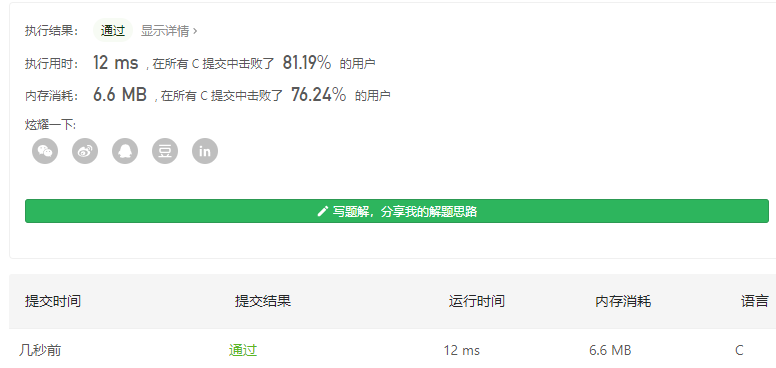 执行结果： 通过 显示详情 ›
执行用时： 12 ms ，在所有 C 提交中击败了 81.19% 的用户
内存消耗： 6.6 MB ，在所有 C 提交中击败了 76.24% 的用户
炫耀一下:
豆 in
写题解，分享我的解题思路
提交时间 提交结果 运行时间 内存消耗 语言
几秒前 通过 12 ms 6.6 MB C